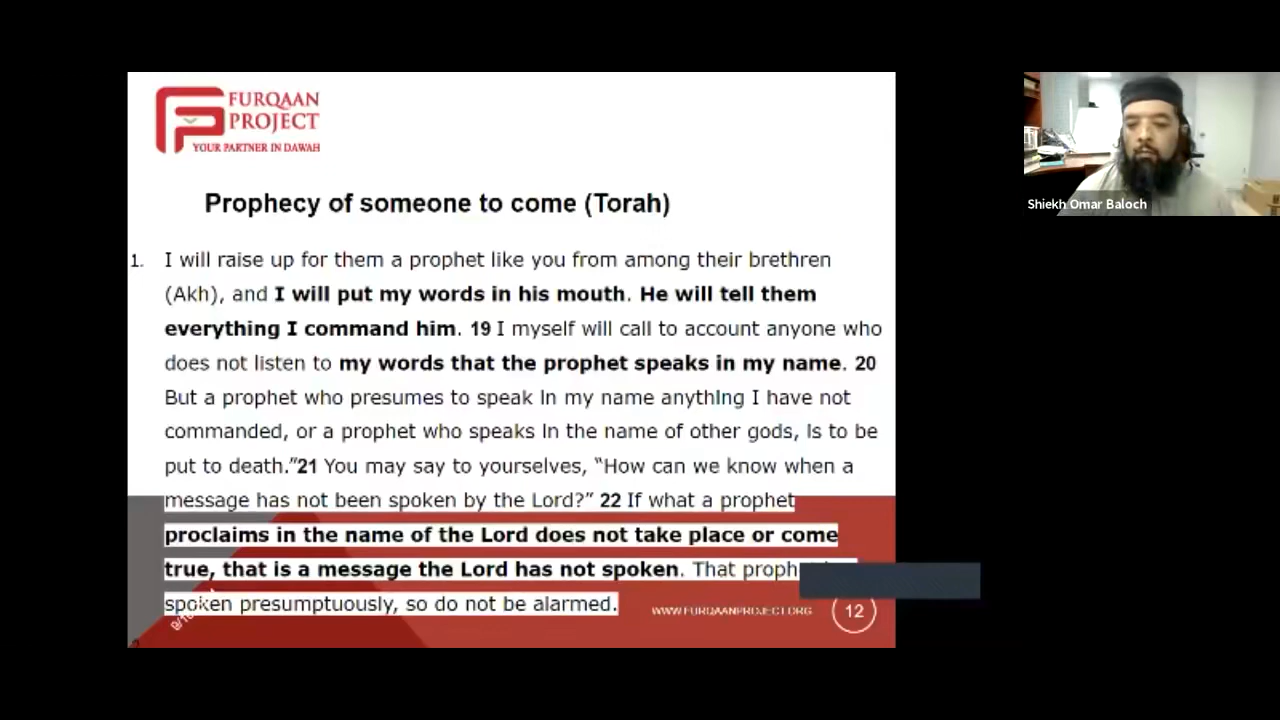 FURQAAN
PROJECT
YOUR PARTNER IN DAWAH
Prophecy of someone to come (Torah)
1. I will raise up for them a prophet like you from among their brethren
(Akh), and I will put my words in his mouth. He will tell them
everything I command him. 19 I myself will call to account anyone who
does not listen to my words that the prophet speaks in my name. 20
But a prophet who presumes to speak in my name anything I have not
commanded, or a prophet who speaks in the name of other gods, is to be
put to death.”21 You may say to yourselves, “How can we know when a
message has not been spoken by the Lord?” 22 If what a prophet
proclaims in the name of the Lord does not take place or come
true, that is a message the Lord has not spoken. That
spoken presumptuously, so do not be alarmed.
WWW.FURQAANPROJECT.ORG
12
Shiekh Omar Baloch